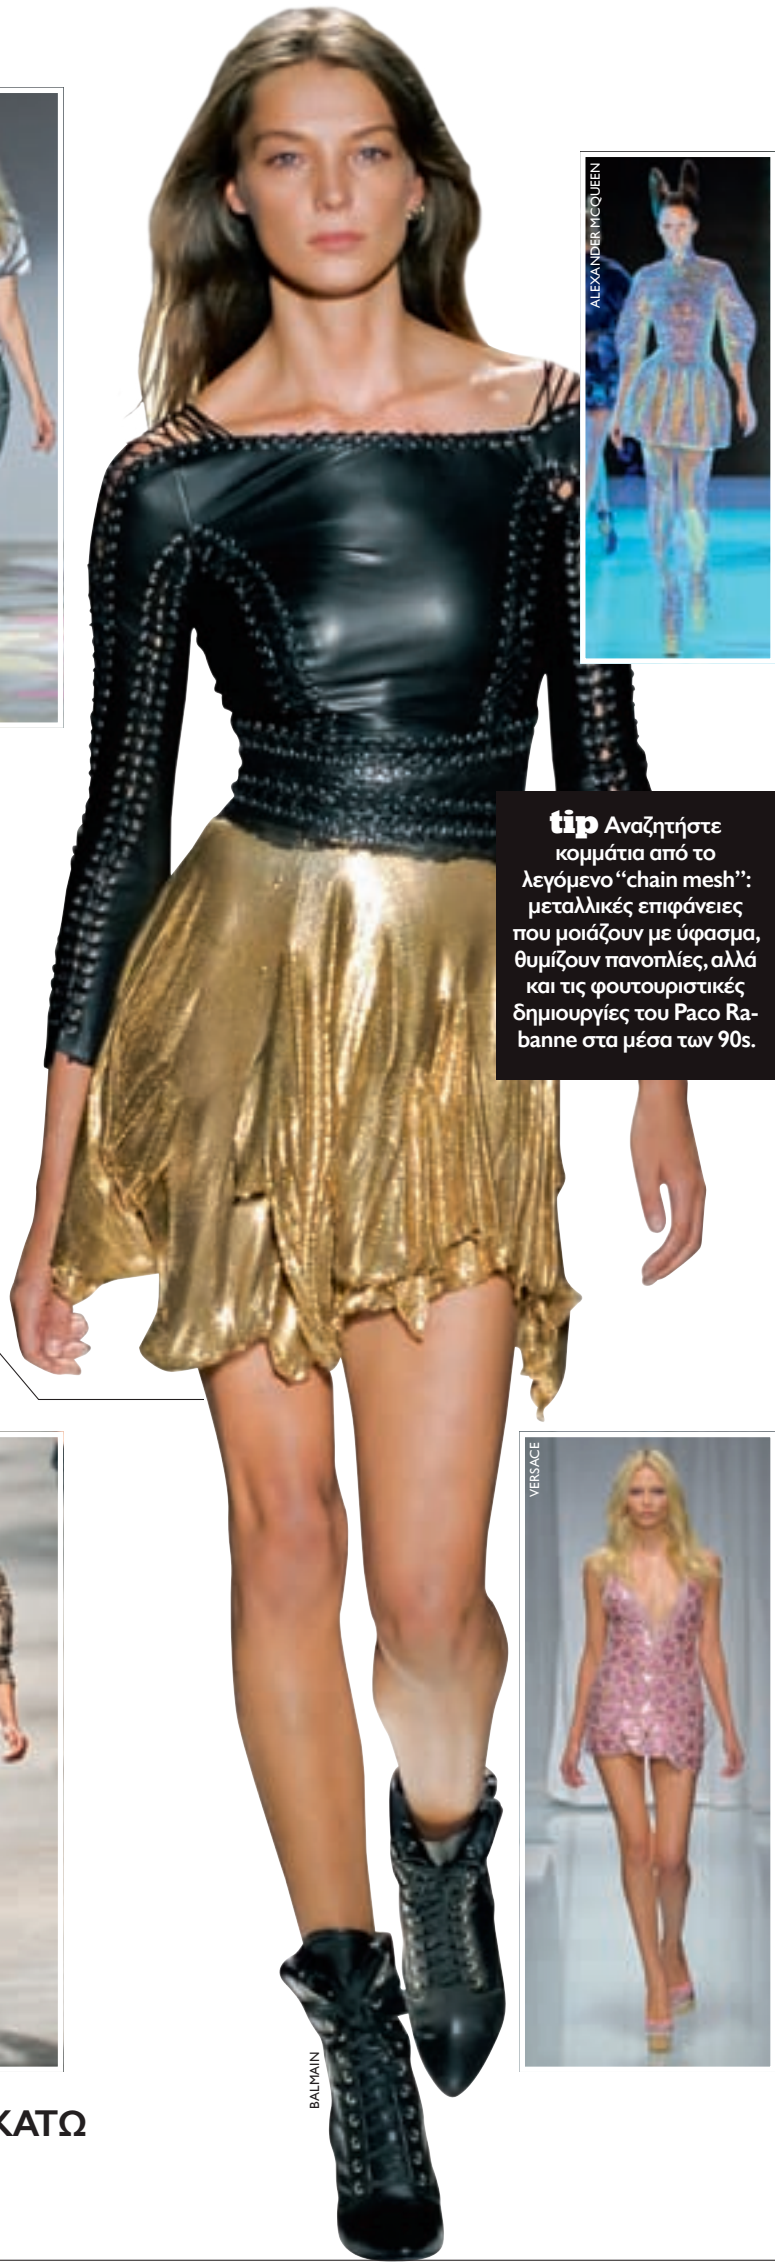 ALEXANDER MCQUEEN
tip Αναζητήστε
κομμάτια από το
λεγόμενο “chain mesh”:
μεταλλικές επιφάνειες
που μοιάζουν με ύφασμα,
θυμίζουν πανοπλίες, αλλά
και τις φουτουριστικές
δημιουργίες του Paco Ra-
banne στα μέσα των 90s.
VERSACE
BALMAIN
ΚΑΤΩ